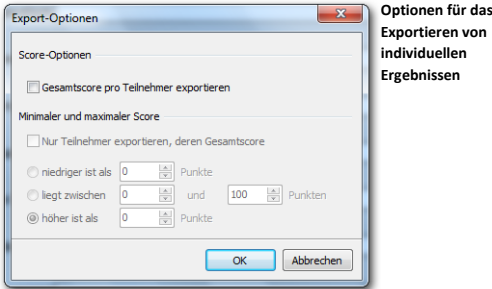 Export-Optionen
Score-Optionen
Gesamtscore pro Teilnehmer exportieren
Minimaler und maximaler Score
Nur Teilnehmer exportieren, deren Gesamtscore
niedriger ist als 0 Punkte
liegt zwischen 0 und 100 Punkten
höher ist als 0 Punkte
OK Abbrechen
Optionen für das
Exportieren von
individuellen
Ergebnissen